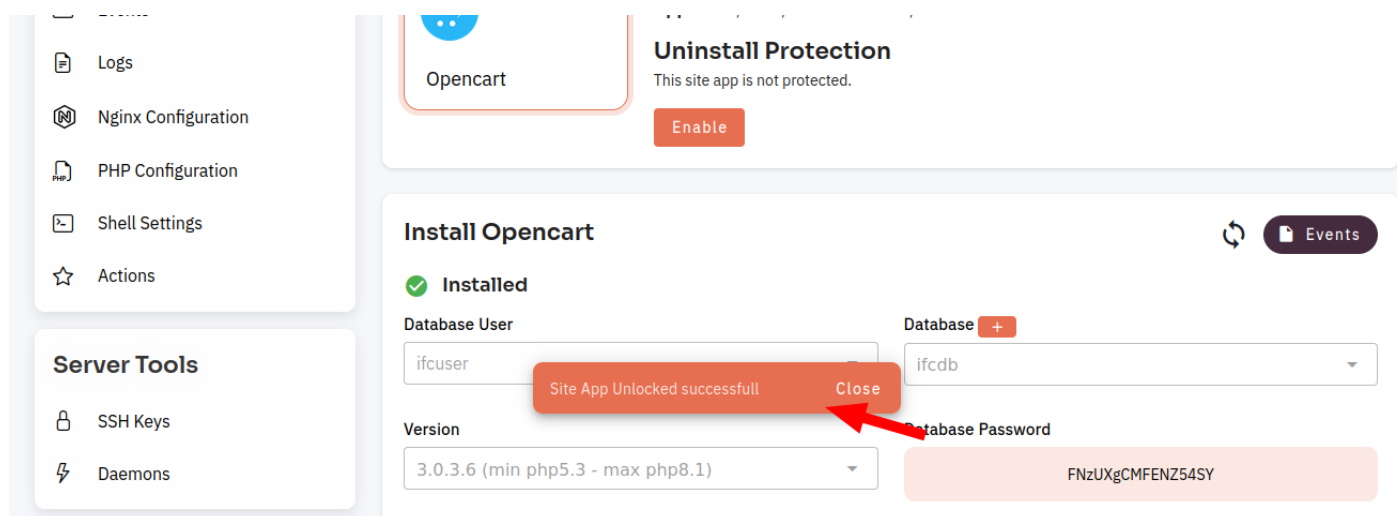 Logs
Nginx Configuration
PHP
PHP Configuration
Shell Settings
Actions
Server Tools
SSH Keys
Daemons
Opencart
Uninstall Protection
This site app is not protected.
Enable
Install Opencart
Events
Installed
Database User
Database +
ifcuser
ifcdb
Site App Unlocked successfull Close
Version
Database Password
3.0.3.6 (min php5.3 - max php8.1)
FNzUXgCMFENZ54SY